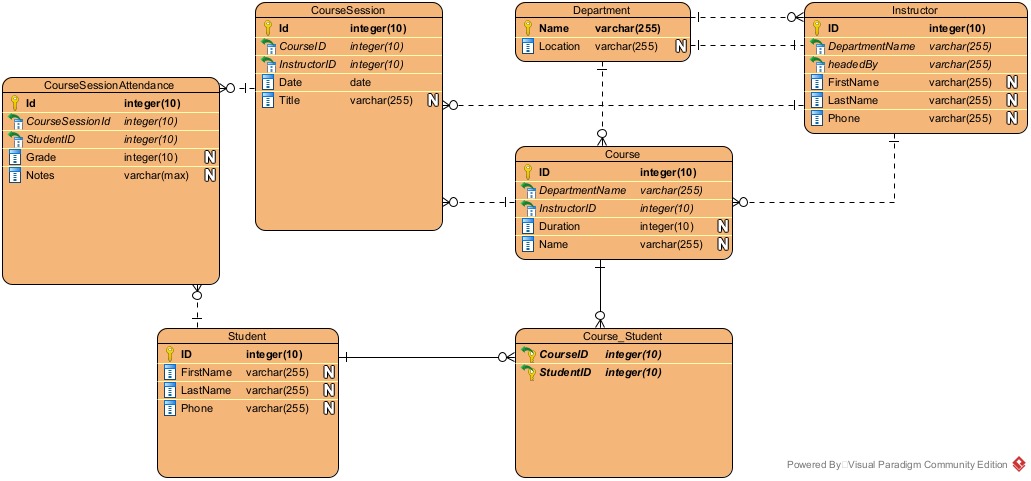 CourseSession
Id integer(10)
CourseID integer(10)
InstructorID integer(10)
Date date
Title varchar(255) N
Department
Name varchar(255)
Location varchar(255) N
Instructor
ID integer(10)
DepartmentName varchar(255)
headedBy varchar(255)
FirstName varchar(255) N
LastName varchar(255) N
Phone varchar(255) N
CourseSessionAttendance
Id integer(10)
CourseSessionId integer(10)
StudentID integer(10)
Grade integer(10) N
Notes varchar(max) N
Course
ID integer(10)
DepartmentName varchar(255)
InstructorID integer(10)
Duration integer(10) N
Name varchar(255) N
Student
ID integer(10)
FirstName varchar(255) N
LastName varchar(255) N
Phone varchar(255) N
Course_Student
CourseID integer(10)
StudentID integer(10)
Powered By Visual Paradigm Community Edition